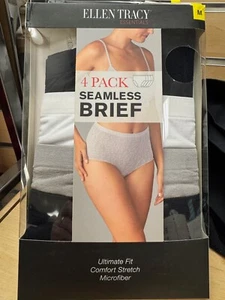 ELLEN TRACY
M
4 PACK
SEAMLESS
BRIEF
Ultimate Fit
Comfort Stretch
Microfiber